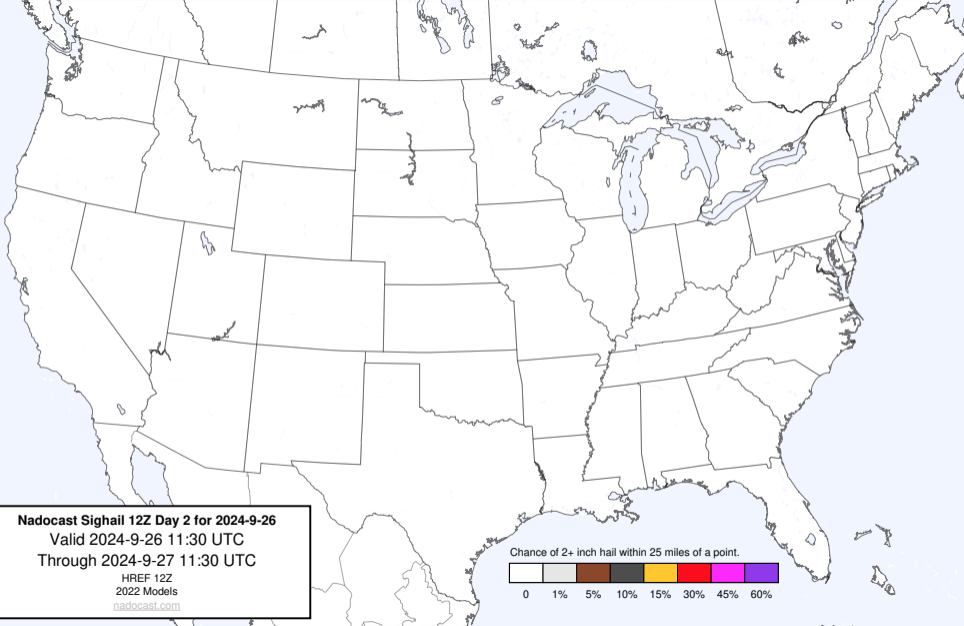 Nadocast Sighail 12Z Day 2 for 2024-9-26
Valid 2024-9-26 11:30 UTC
Through 2024-9-27 11:30 UTC
HREF 12Z
2022 Models
nadocast.com
Chance of 2+ inch hail within 25 miles of a point.
0 1% 5% 10% 15% 30% 45% 60%